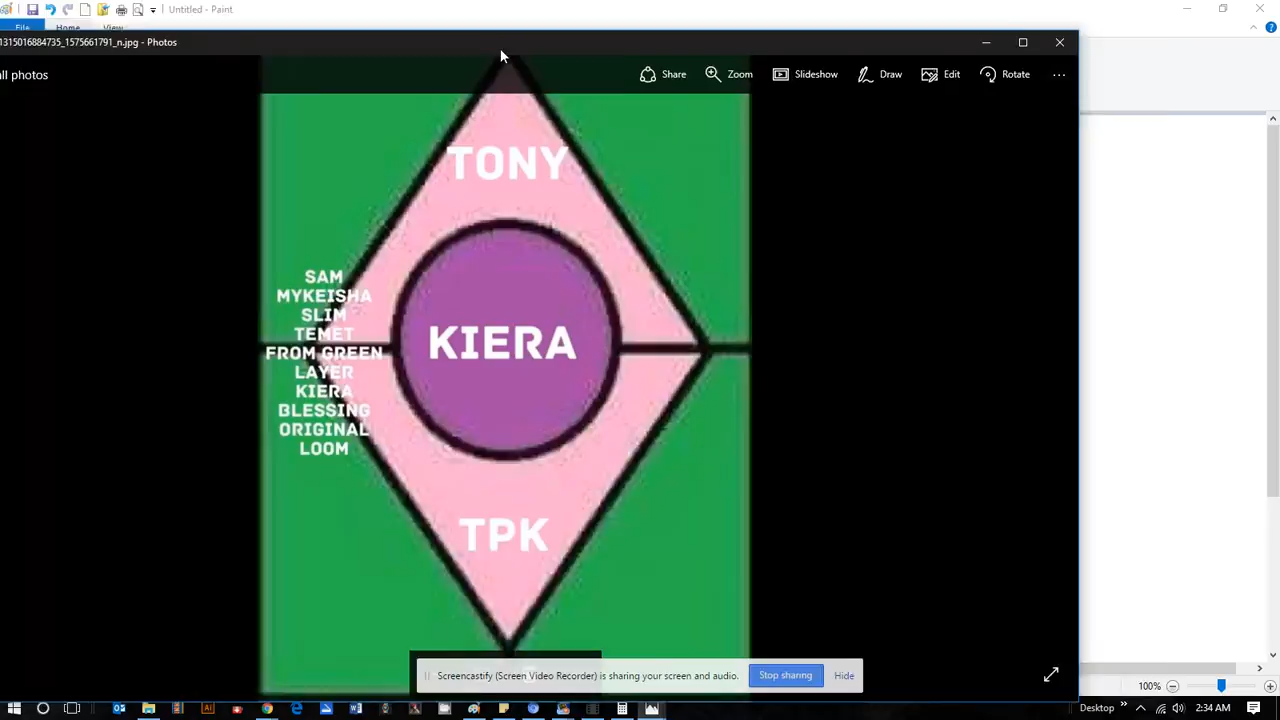 Untitled - Paint
File Home View
1315016884735_1575661791_n.jpg - Photos
ll photos
Share Zoom Slideshow Draw Edit Rotate
TONY
KIERA
SAM
MYKEISHA
SLIM
TEMET
FROM GREEN
LAYER
KIERA
BLESSING
ORIGINAL
LOOM
TPK
Screencastify (Screen Video Recorder) is sharing your screen and audio. Stop sharing Hide
100%
Desktop
2:34 AM